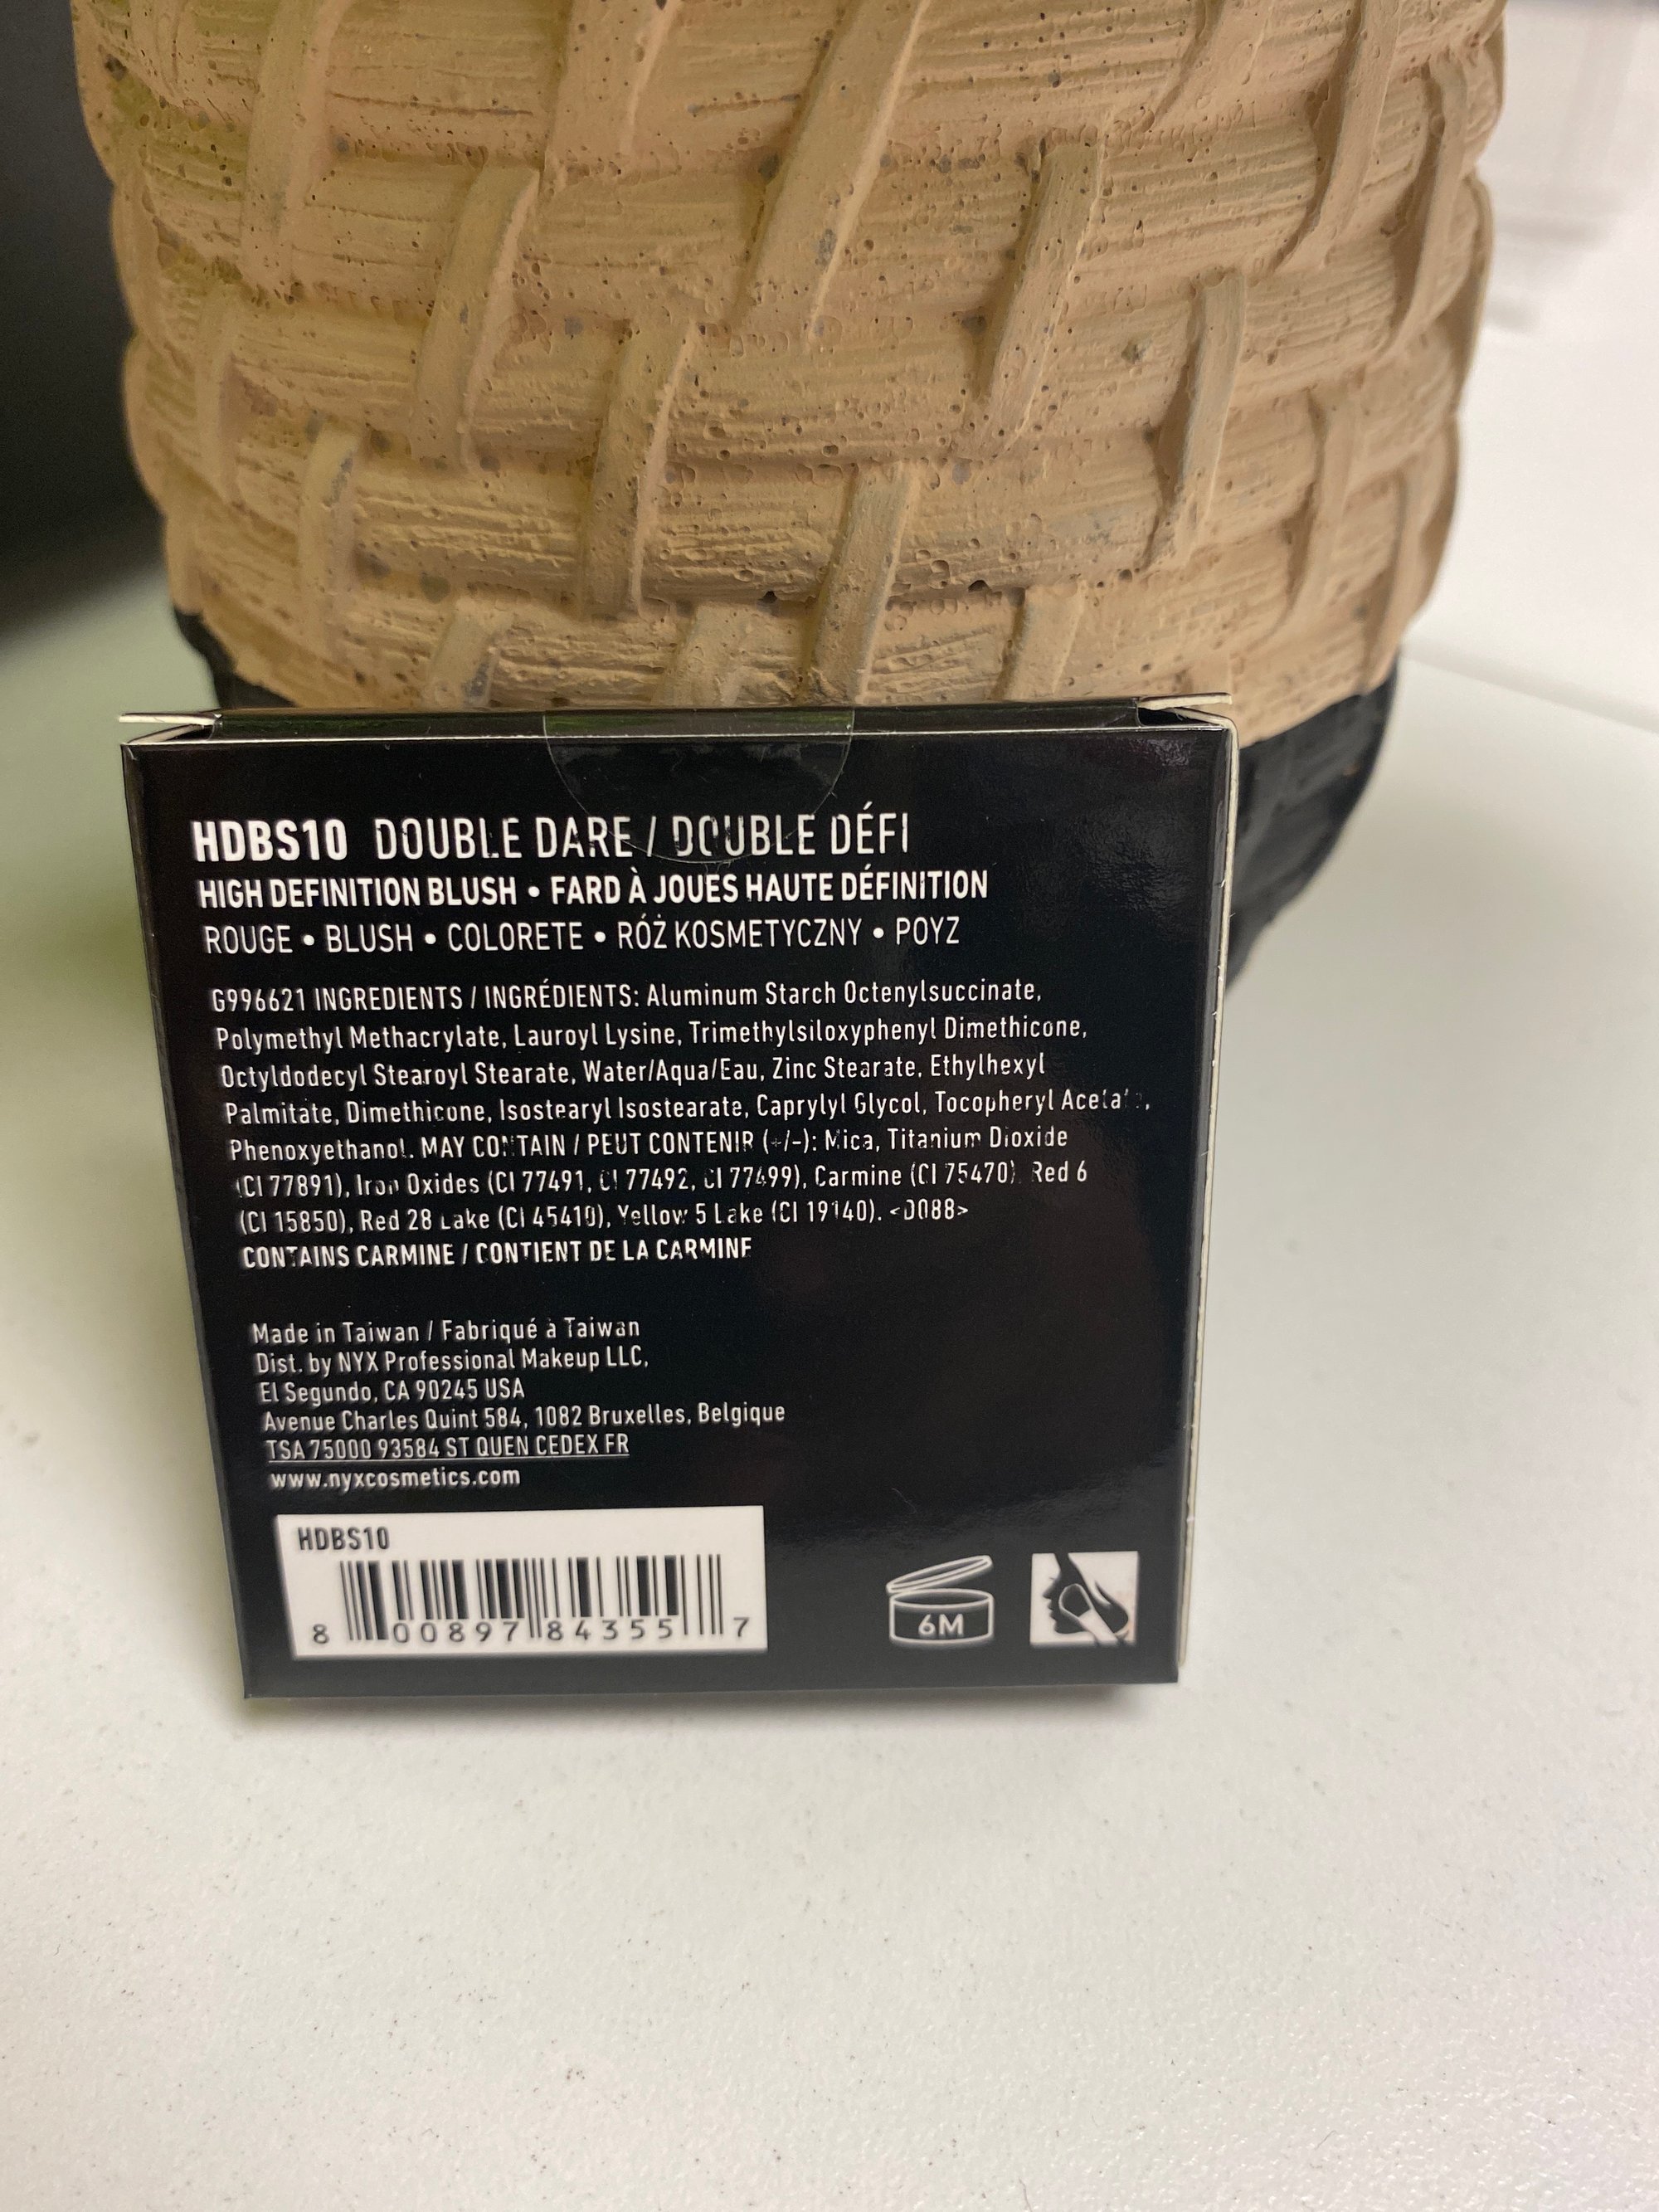 HDBS10 DOUBLE DARE / DOUBLE DÉFI
HIGH DEFINITION BLUSH • FARD À JOUES HAUTE DÉFINITION
ROUGE • BLUSH • COLORETE • RÓŻ KOSMETYCZNY • POYZ
G996621 INGREDIENTS / INGRÉDIENTS: Aluminum Starch Octenylsuccinate,
Polymethyl Methacrylate, Lauroyl Lysine, Trimethylsiloxyphenyl Dimethicone,
Octyldodecyl Stearoyl Stearate, Water/Aqua/Eau, Zinc Stearate, Ethylhexyl
Palmitate, Dimethicone, Isostearyl Isostearate, Caprylyl Glycol, Tocopheryl Acetate,
Phenoxyethanol. MAY CONTAIN / PEUT CONTENIR (+/-): Mica, Titanium Dioxide
(CI 77891), Iron Oxides (CI 77491, CI 77492, CI 77499), Carmine (CI 75470), Red 6
(CI 15850), Red 28 Lake (CI 45410), Yellow 5 Lake (CI 19140). <D088>
CONTAINS CARMINE / CONTIENT DE LA CARMINE
Made in Taiwan / Fabriqué à Taiwan
Dist. by NYX Professional Makeup LLC,
El Segundo, CA 90245 USA
Avenue Charles Quint 584, 1082 Bruxelles, Belgique
TSA 75000 93584 ST QUEN CEDEX FR
www.nyxcosmetics.com
HDBS10
8 00897 84355 7
6M